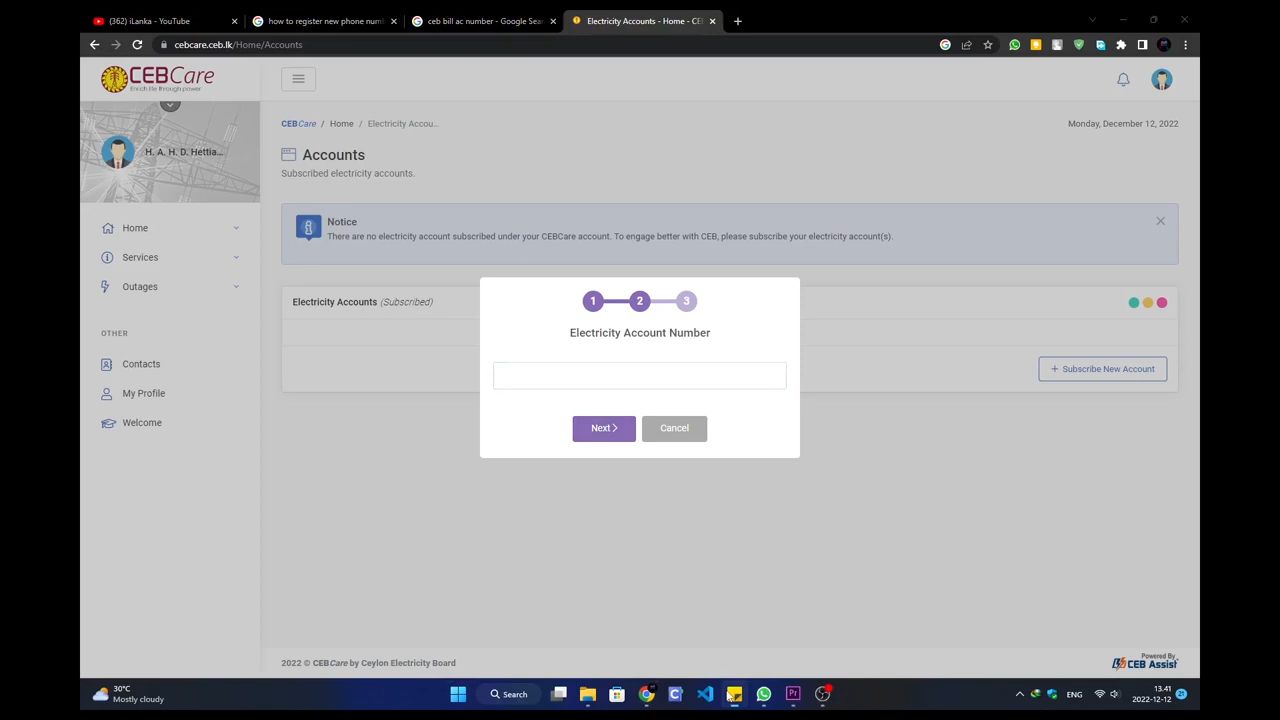 (362) iLanka - YouTube
how to register new phone num
ceb bill ac number - Google Sea
Electricity Accounts - Home - CE
cebcare.ceb.lk/Home/Accounts
CEBCare
Enrich life through power
CEBCare / Home / Electricity Accou...
Monday, December 12, 2022
H. A. H. D. Hettia...
Accounts
Subscribed electricity accounts.
Notice
There are no electricity account subscribed under your CEBCare account. To engage better with CEB, please subscribe your electricity account(s).
Home
Services
Outages
OTHER
Contacts
My Profile
Welcome
Electricity Accounts (Subscribed)
+ Subscribe New Account
1 2 3
Electricity Account Number
Next
Cancel
2022 © CEBCare by Ceylon Electricity Board
Powered By
CEB Assist
30°C
Mostly cloudy
Search
Pr
ENG
13.41
2022-12-12